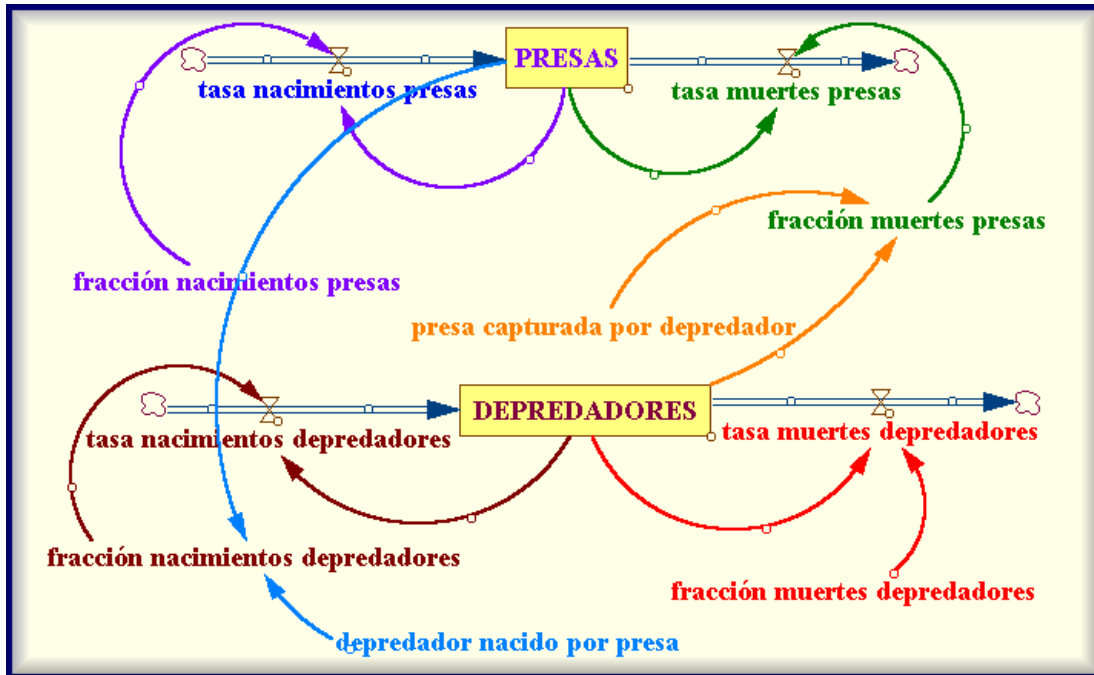 PRESAS
tasa nacimientos presas
tasa muertes presas
fracción muertes presas
fracción nacimientos presas
presa capturada por depredador
DEPREDADORES
tasa nacimientos depredadores
tasa muertes depredadores
fracción nacimientos depredadores
fracción muertes depredadores
depredador nacido por presa